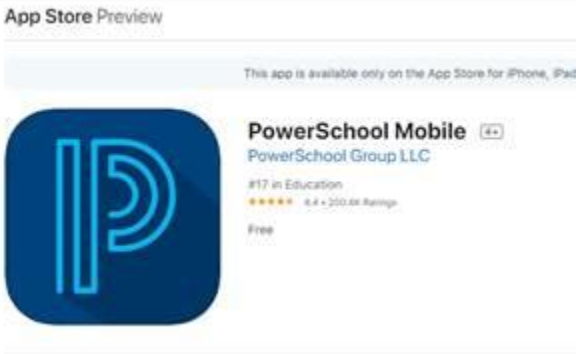 App Store Preview
This app is available only on the App Store for iPhone, iPad
PowerSchool Mobile 4+
PowerSchool Group LLC
#17 in Education
★★★★★ 4.4 • 200.6K Ratings
Free